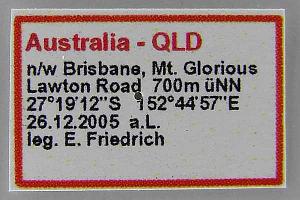 Australia - QLD
n/w Brisbane, Mt. Glorious
Lawton Road 700m üNN
27°19'12"S 152°44'57"E
26.12.2005 a.L.
leg. E. Friedrich